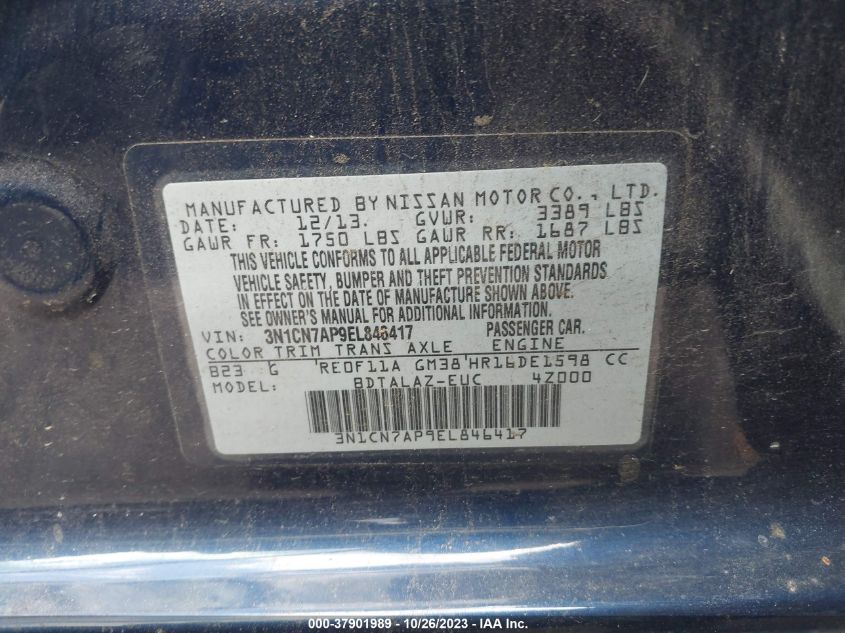 MANUFACTURED BY NISSAN MOTOR CO., LTD.
DATE: 12/13. GVWR: 3389 LBS
GAWR FR: 1750 LBS GAWR RR: 1687 LBS
THIS VEHICLE CONFORMS TO ALL APPLICABLE FEDERAL MOTOR
VEHICLE SAFETY, BUMPER AND THEFT PREVENTION STANDARDS
IN EFFECT ON THE DATE OF MANUFACTURE SHOWN ABOVE.
SEE OWNER'S MANUAL FOR ADDITIONAL INFORMATION.
VIN: 3N1CN7AP9EL846417 PASSENGER CAR.
COLOR TRIM TRANS AXLE ENGINE
B23 G 'RE0F11A GM38'HR16DE1598 CC
MODEL: BDTALAZ-EUC 4Z000
3N1CN7AP9EL846417
000-37901989 - 10/26/2023 - © IAA Holdings, LLC.